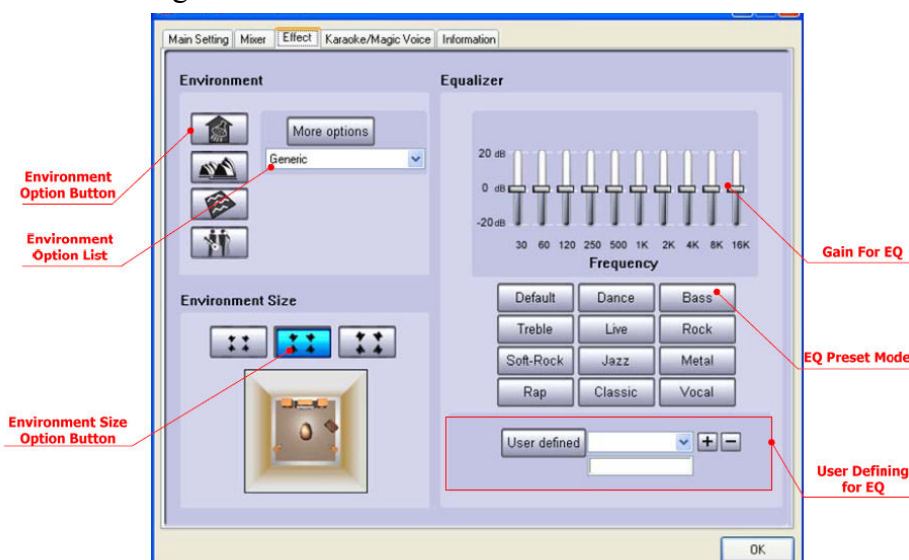 Main Setting Mixer Effect Karaoke/Magic Voice Information
Environment
More options
Generic
Environment
Option Button
Environment
Option List
Environment Size
Environment Size
Option Button
Equalizer
20 dB
0 dB
-20 dB
30 60 120 250 500 1K 2K 4K 8K 16K
Frequency
Gain For EQ
Default Dance Bass
Treble Live Rock
Soft-Rock Jazz Metal
Rap Classic Vocal
EQ Preset Mode
User defined
User Defining
for EQ
OK